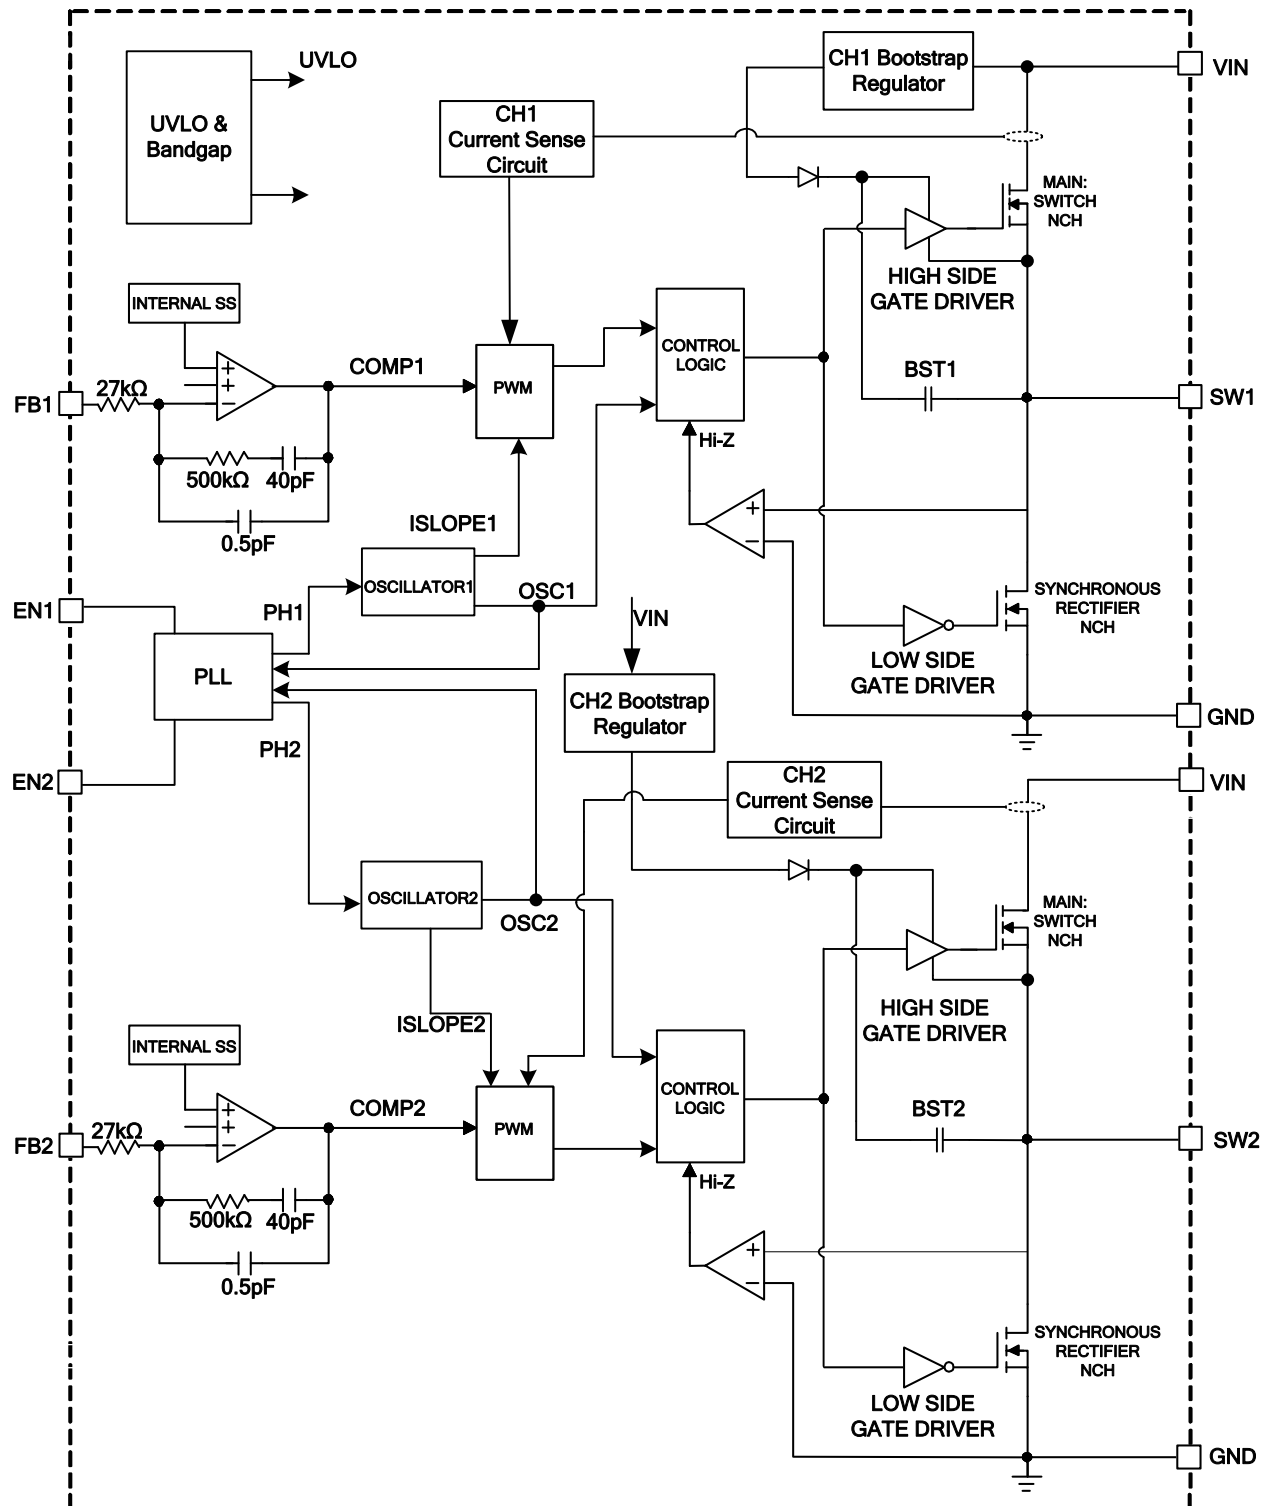 UVLO
UVLO &
Bandgap
CH1 Bootstrap
Regulator
VIN
CH1
Current Sense
Circuit
MAIN:
SWITCH
NCH
HIGH SIDE
GATE DRIVER
INTERNAL SS
+
+
−
27kΩ
FB1
500kΩ
40pF
0.5pF
COMP1
PWM
CONTROL
LOGIC
Hi-Z
BST1
SW1
+
−
ISLOPE1
OSCILLATOR1
OSC1
EN1
PH1
PLL
PH2
EN2
VIN
CH2 Bootstrap
Regulator
LOW SIDE
GATE DRIVER
SYNCHRONOUS
RECTIFIER
NCH
GND
CH2
Current Sense
Circuit
VIN
OSCILLATOR2
OSC2
ISLOPE2
MAIN:
SWITCH
NCH
HIGH SIDE
GATE DRIVER
INTERNAL SS
+
+
−
27kΩ
FB2
500kΩ
40pF
0.5pF
COMP2
PWM
CONTROL
LOGIC
Hi-Z
BST2
SW2
+
−
SYNCHRONOUS
RECTIFIER
NCH
LOW SIDE
GATE DRIVER
GND